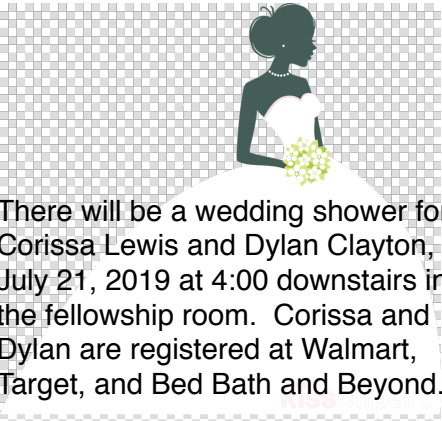 There will be a wedding shower for
Corissa Lewis and Dylan Clayton,
July 21, 2019 at 4:00 downstairs in
the fellowship room.  Corissa and
Dylan are registered at Walmart,
Target, and Bed Bath and Beyond.